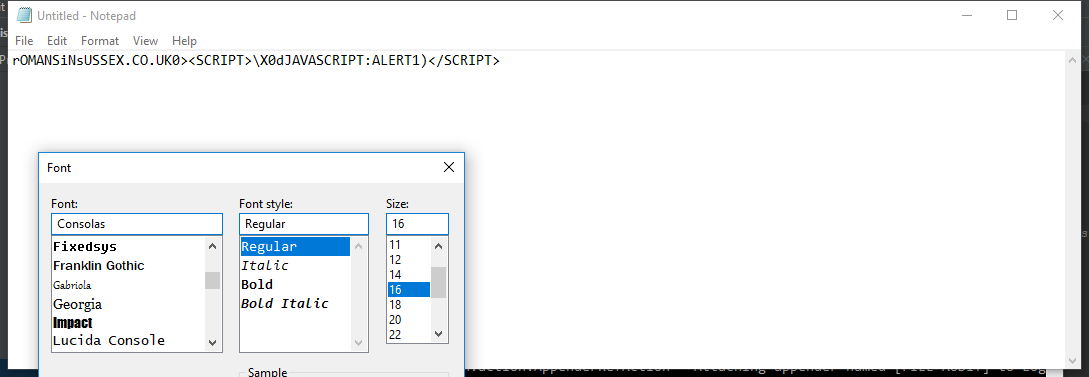 Untitled - Notepad
File Edit Format View Help
rOMANSiNsUSSEX.CO.UK0><SCRIPT>\X0dJAVASCRIPT:ALERT1)</SCRIPT>
Font
Font: Font style: Size:
Consolas Regular 16
Fixedsys Regular 11
Franklin Gothic Italic 12
Gabriola Bold 14
Georgia Bold Italic 16
Impact 18
Lucida Console 20
22
Sample